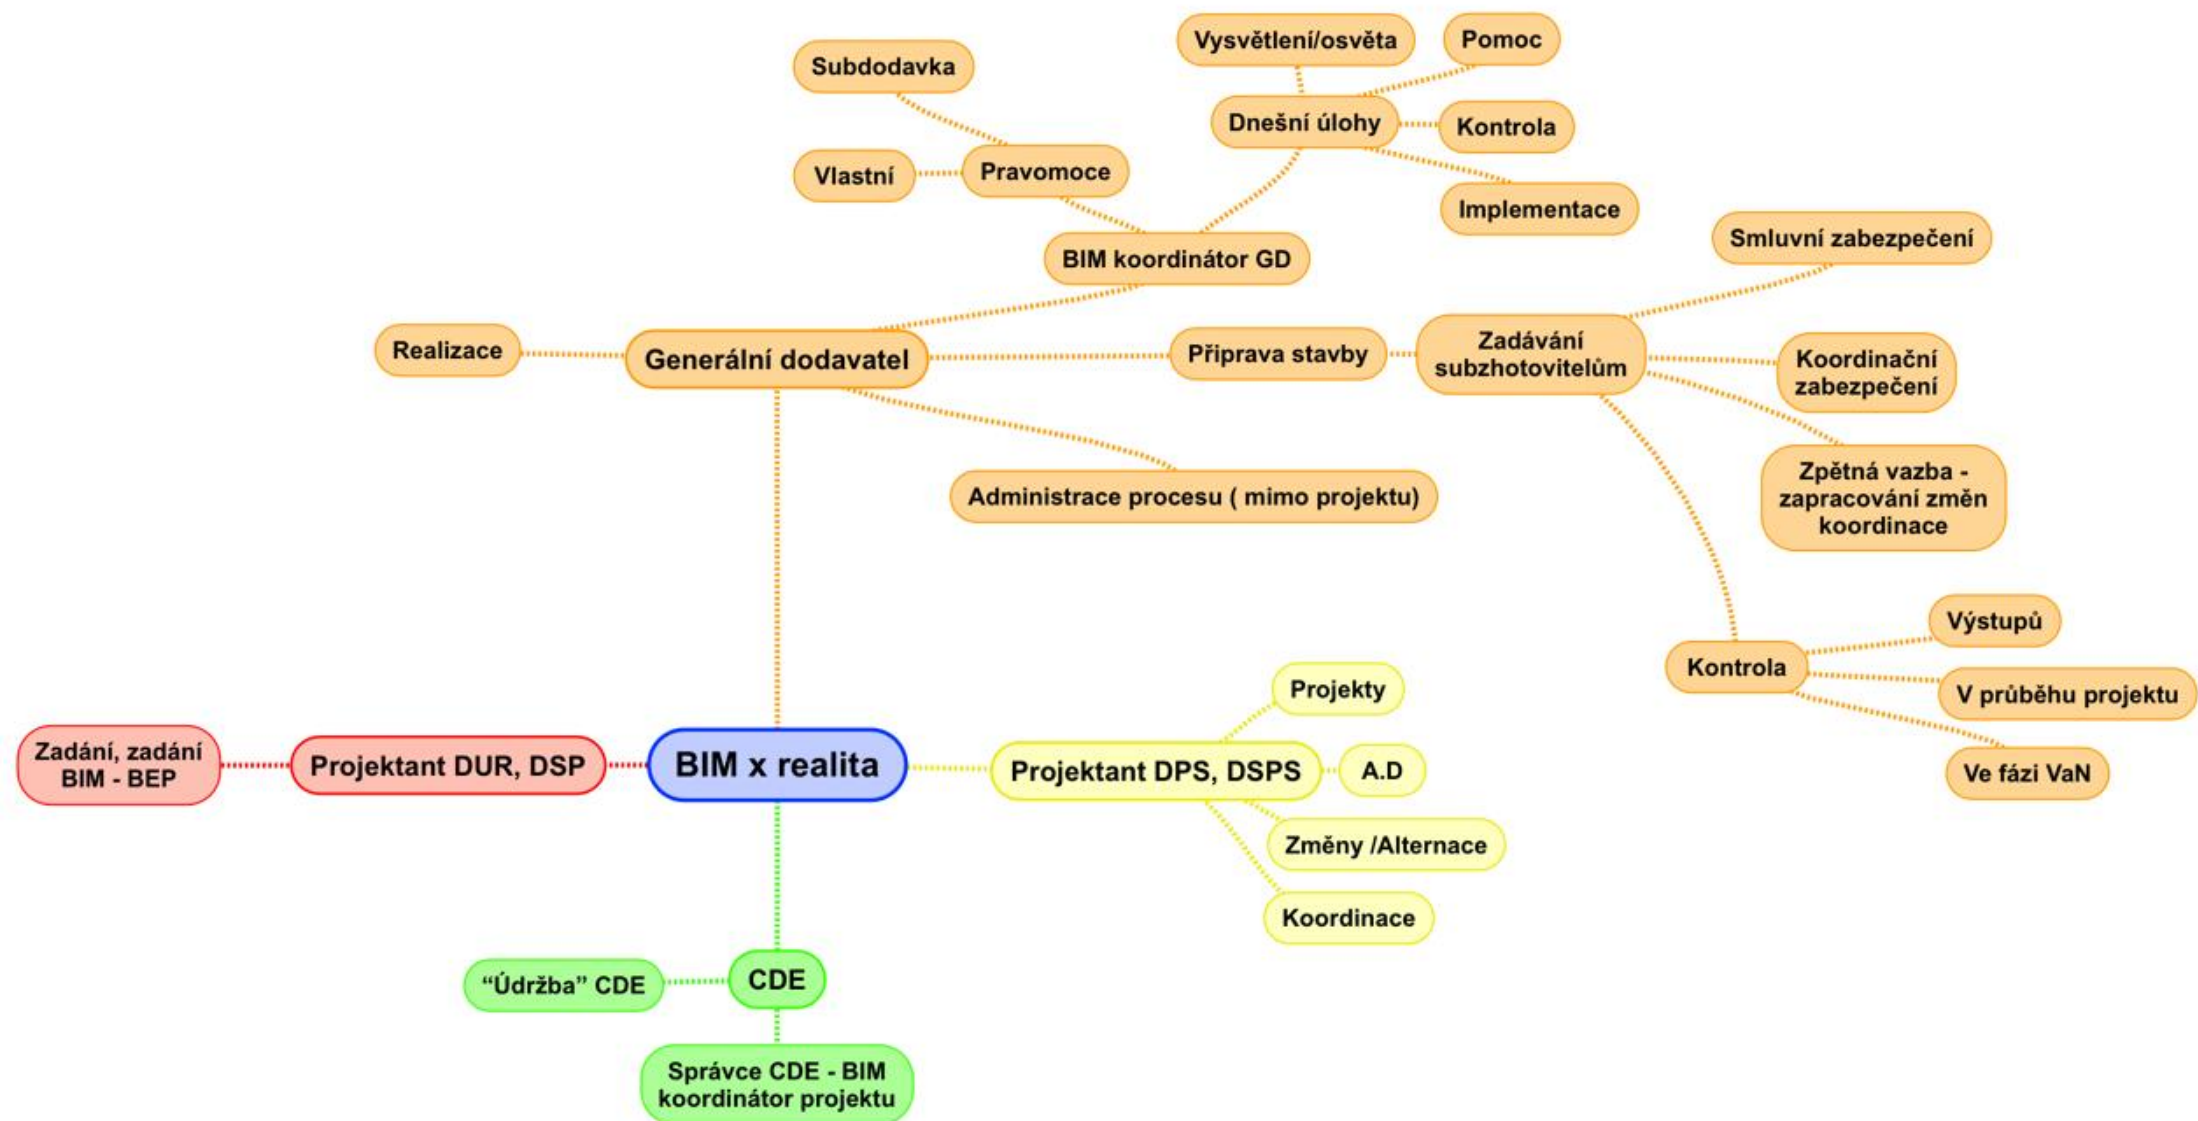 Vysvětlení/osvěta
Pomoc
Subdodavka
Dnešní úlohy
Kontrola
Vlastní
Pravomoce
Implementace
BIM koordinátor GD
Smluvní zabezpečení
Realizace
Generální dodavatel
Připrava stavby
Zadávání
subzhotovitelům
Koordinační
zabezpečení
Zpětná vazba -
zapracování změn
koordinace
Administrace procesu ( mimo projektu)
Výstupů
Kontrola
V průběhu projektu
Ve fázi VaN
Zadání, zadání
BIM - BEP
Projektant DUR, DSP
BIM x realita
Projektant DPS, DSPS
Projekty
A.D
Změny /Alternace
Koordinace
“Údržba” CDE
CDE
Správce CDE - BIM
koordinátor projektu